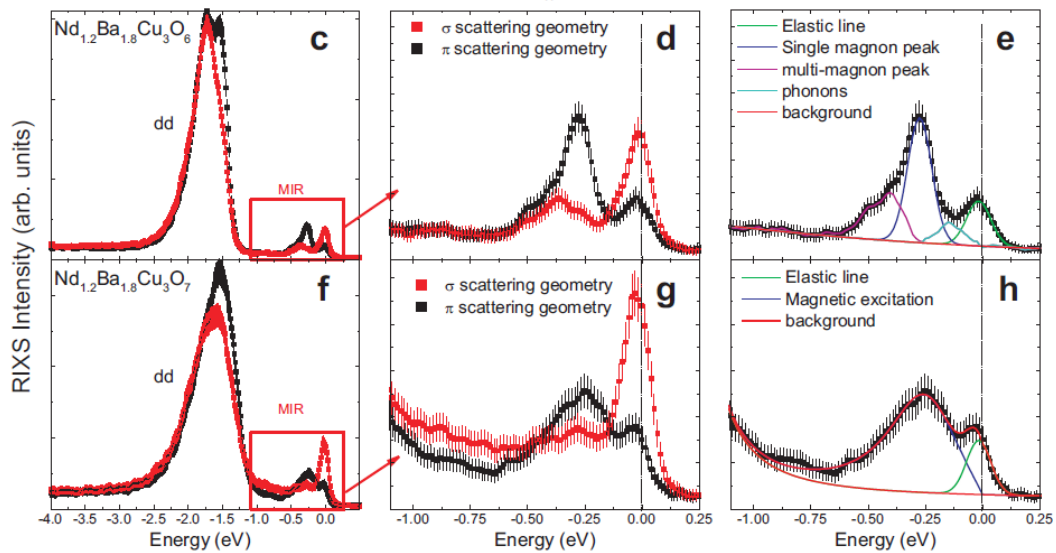 RIXS Intensity (arb. units)
Nd1.2Ba1.8Cu3O6
c
dd
MIR
σ scattering geometry
π scattering geometry
d
Elastic line
Single magnon peak
multi-magnon peak
phonons
background
e
Nd1.2Ba1.8Cu3O7
f
dd
MIR
-4.0 -3.5 -3.0 -2.5 -2.0 -1.5 -1.0 -0.5 0.0
Energy (eV)
σ scattering geometry
π scattering geometry
g
-1.00 -0.75 -0.50 -0.25 0.00 0.25
Energy (eV)
Elastic line
Magnetic excitation
background
h
-1.00 -0.75 -0.50 -0.25 0.00 0.25
Energy (eV)